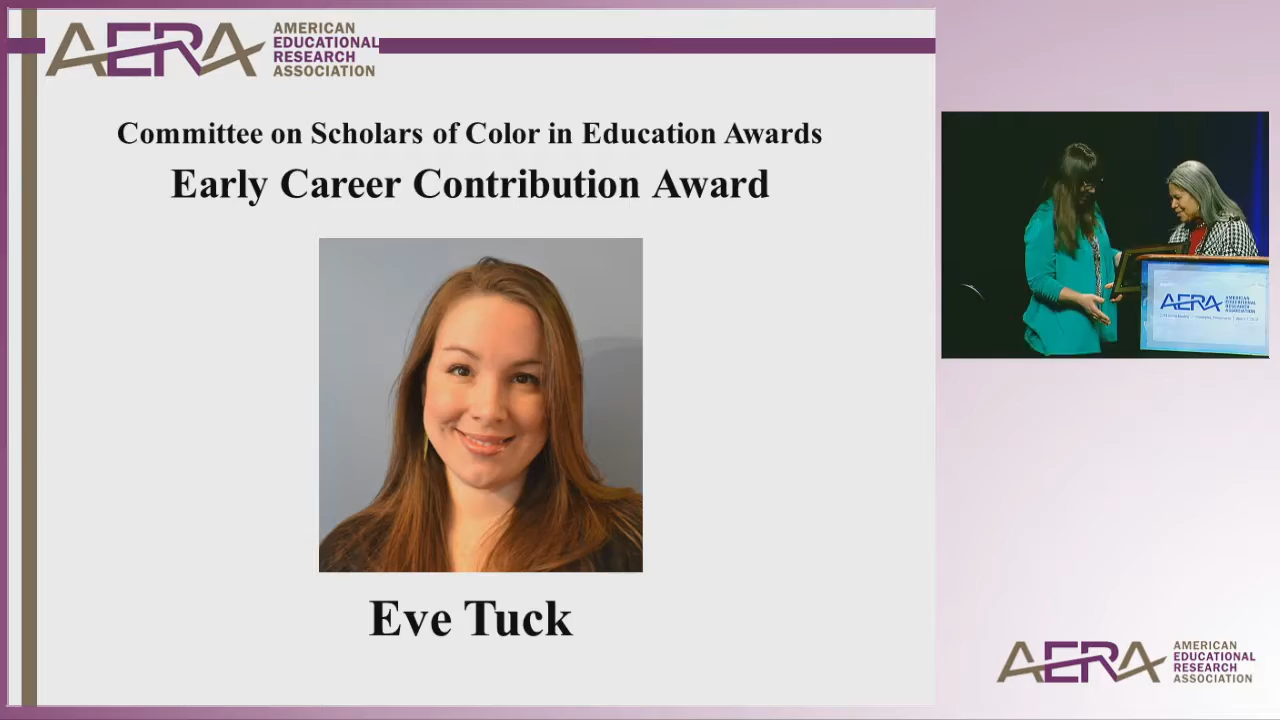 AERA
AMERICAN
EDUCATIONAL
RESEARCH
ASSOCIATION
Committee on Scholars of Color in Education Awards
Early Career Contribution Award
Eve Tuck
AERA
AMERICAN
EDUCATIONAL
RESEARCH
ASSOCIATION
AERA
AMERICAN
EDUCATIONAL
RESEARCH
ASSOCIATION